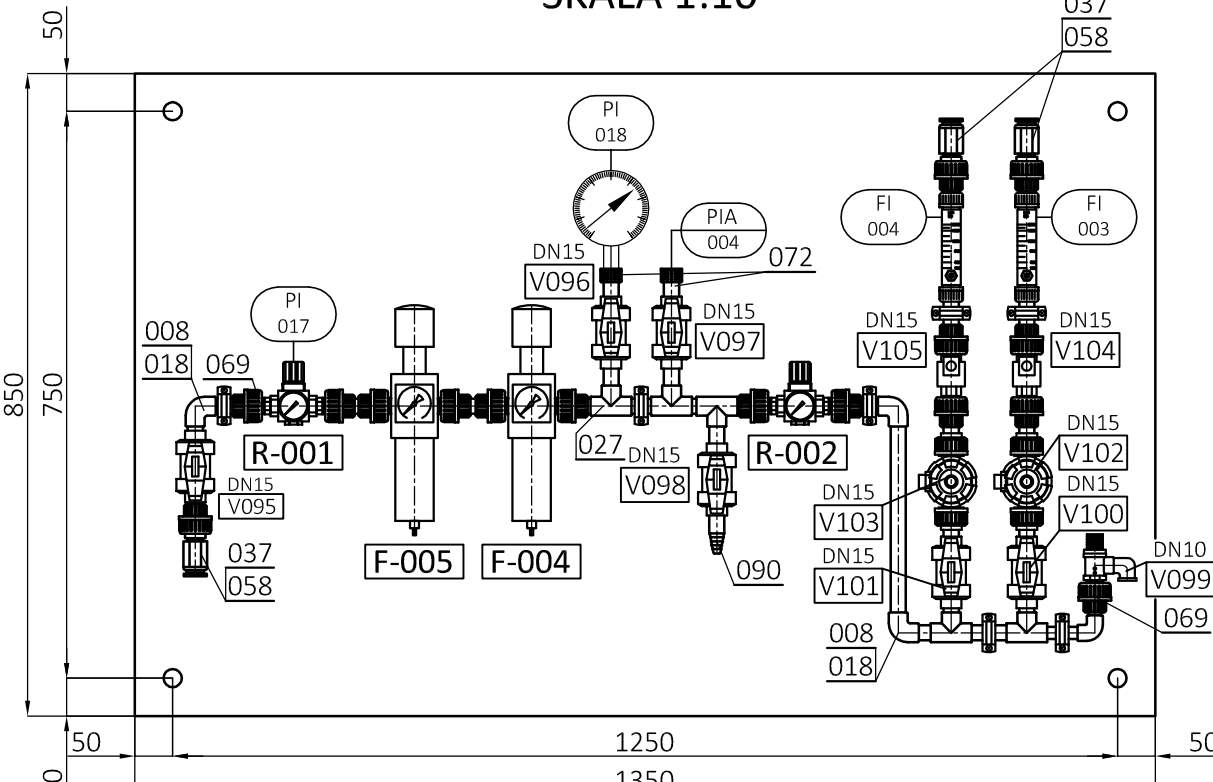 SKALA 1:10
50
037
058
PI
018
PIA
004
FI
004
FI
003
072
DN15
V096
PI
017
DN15
V097
DN15
V105
DN15
V104
008
018
069
850
750
R-001
027
DN15
V098
R-002
DN15
V102
DN15
V095
DN15
V103
DN15
V100
037
058
F-005
F-004
090
DN15
V101
DN10
V099
069
008
018
50
1250
50
1350